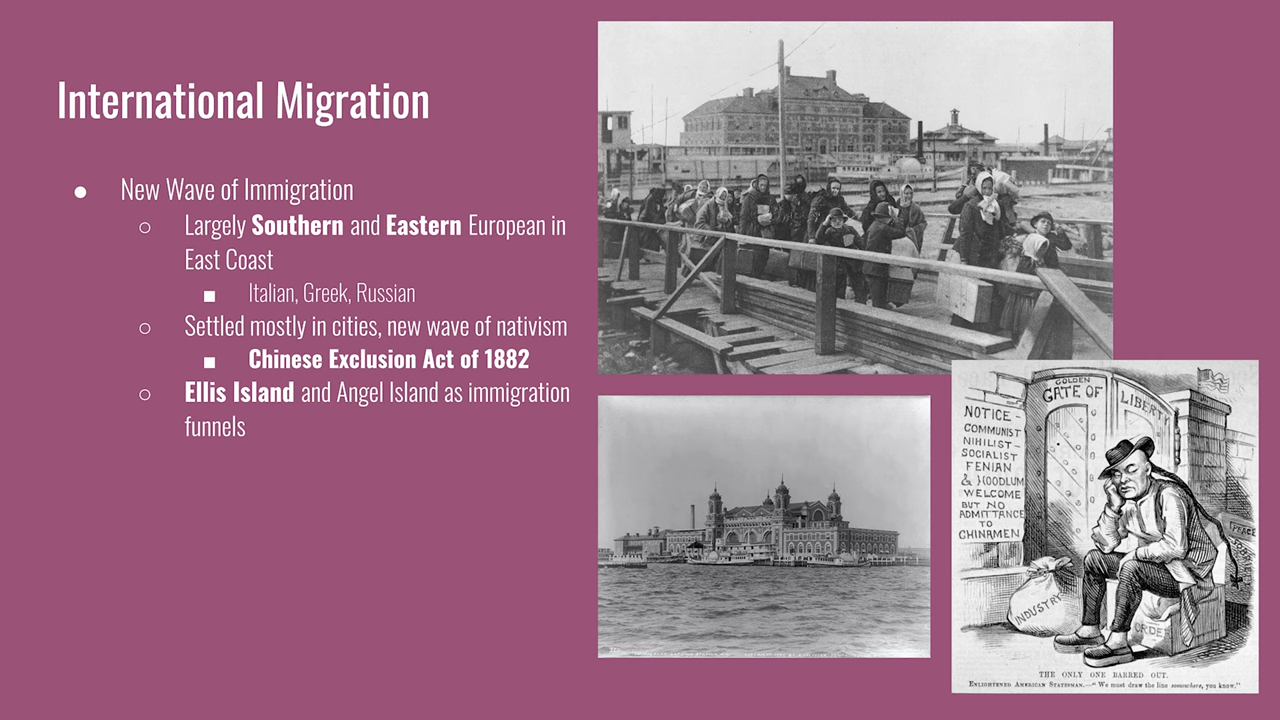 International Migration
● New Wave of Immigration
○ Largely Southern and Eastern European in
East Coast
■ Italian, Greek, Russian
○ Settled mostly in cities, new wave of nativism
■ Chinese Exclusion Act of 1882
○ Ellis Island and Angel Island as immigration
funnels
GOLDEN
GATE OF LIBERTY
NOTICE-
COMMUNIST
NIHILIST-
SOCIALIST
FENIAN
& HOODLUM
WELCOME
BUT NO
ADMITTANCE
TO
CHINAMEN
PEACE
INDUSTRY
ORDER
THE ONLY ONE BARRED OUT.
ENLIGHTENED AMERICAN STATESMAN.—"We must draw the line somewhere, you know."